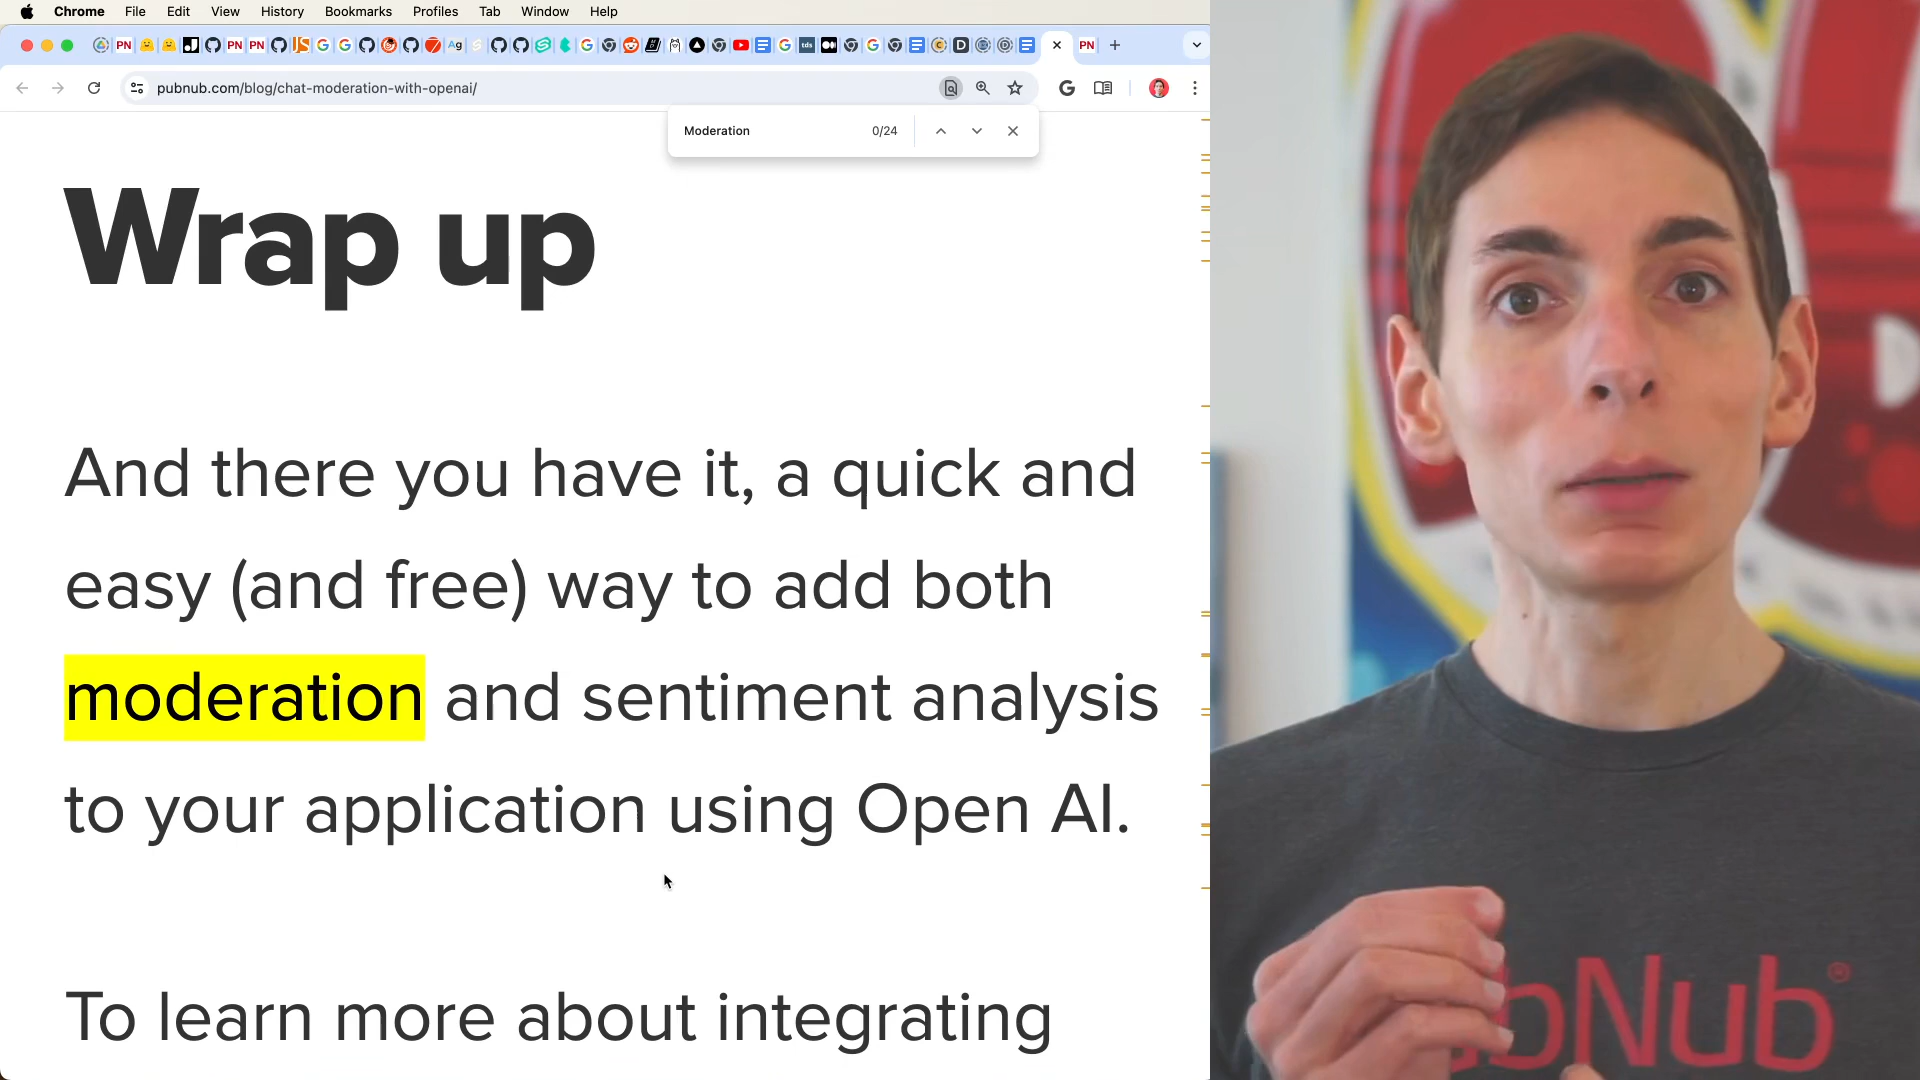 Chrome File Edit View History Bookmarks Profiles Tab Window Help
pubnub.com/blog/chat-moderation-with-openai/
Moderation 0/24
Wrap up
And there you have it, a quick and
easy (and free) way to add both
moderation and sentiment analysis
to your application using Open AI.
To learn more about integrating
bNub®